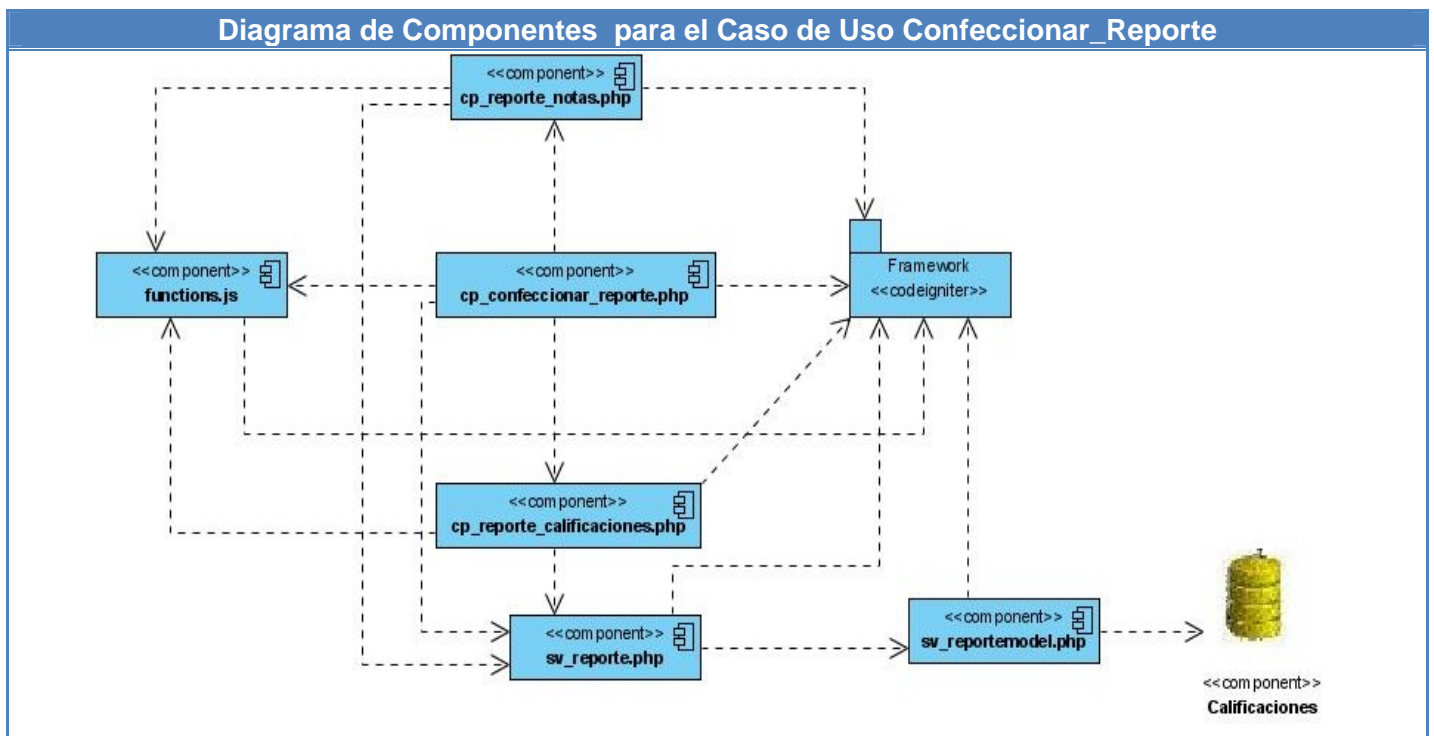 Diagrama de Componentes para el Caso de Uso Confeccionar_Reporte
<<component>>
cp_reporte_notas.php
<<component>>
functions.js
<<component>>
cp_confeccionar_reporte.php
Framework
<<codeigniter>>
<<component>>
cp_reporte_calificaciones.php
<<component>>
sv_reporte.php
<<component>>
sv_reportemodel.php
<<component>>
Calificaciones